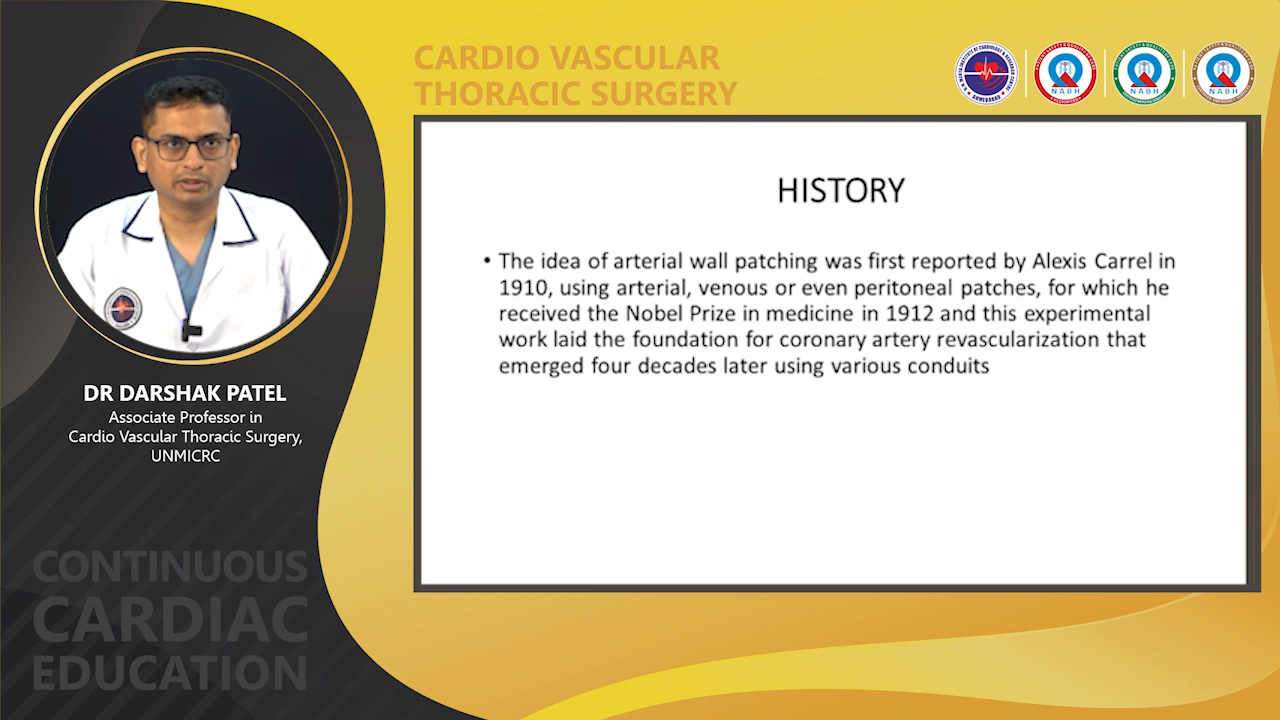 CARDIO VASCULAR
THORACIC SURGERY
NABH
NABH
NABH
HISTORY
• The idea of arterial wall patching was first reported by Alexis Carrel in
1910, using arterial, venous or even peritoneal patches, for which he
received the Nobel Prize in medicine in 1912 and this experimental
work laid the foundation for coronary artery revascularization that
emerged four decades later using various conduits
DR DARSHAK PATEL
Associate Professor in
Cardio Vascular Thoracic Surgery,
UNMICRC
CONTINUOUS
CARDIAC
EDUCATION